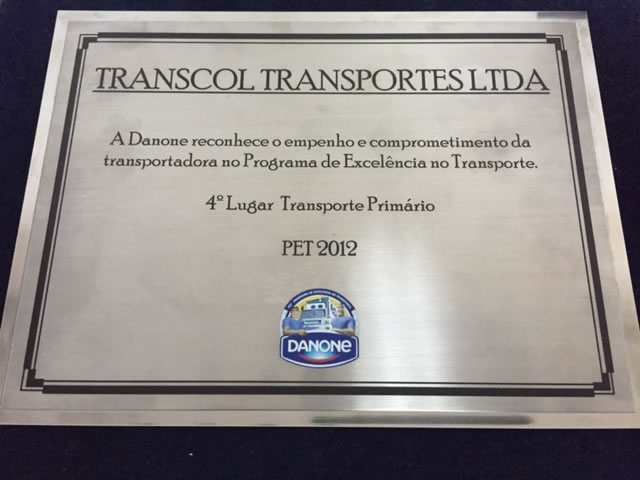 TRANSCOL TRANSPORTES LTDA
A Danone reconhece o empenho e comprometimento da
transportadora no Programa de Excelência no Transporte.
4º Lugar Transporte Primário
PET 2012
DANONE